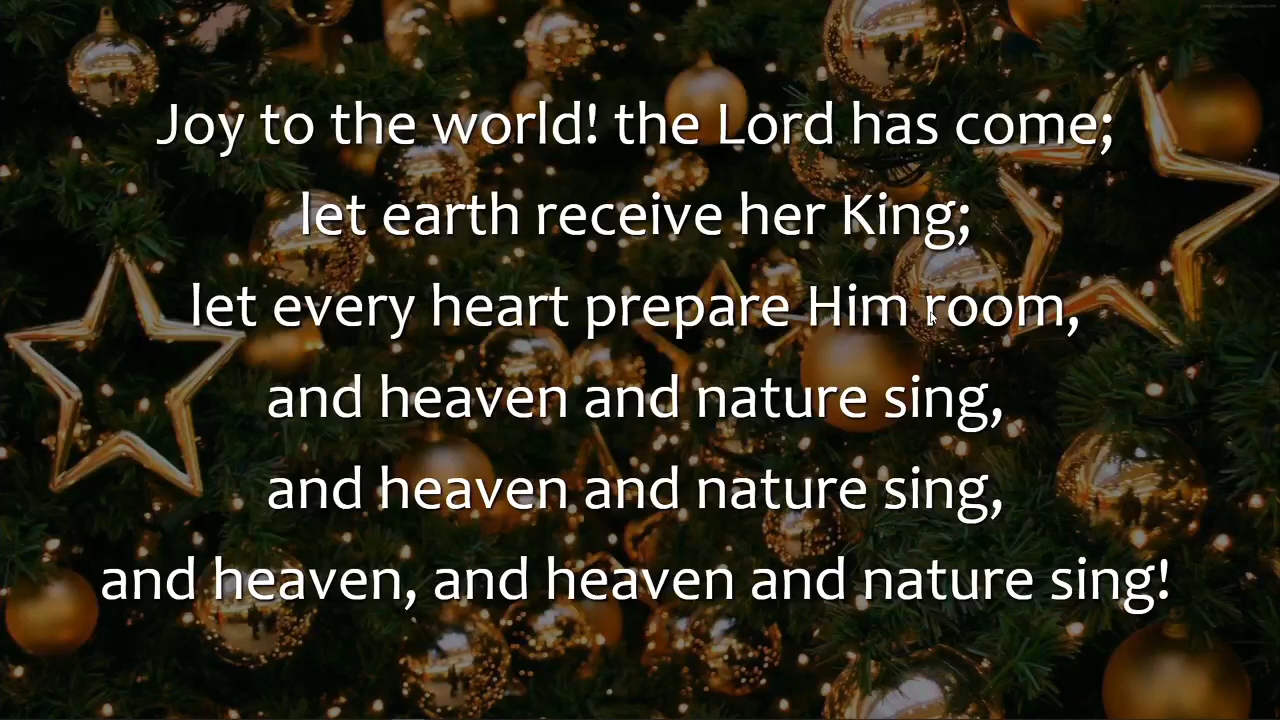 Joy to the world! the Lord has come;
let earth receive her King;
let every heart prepare Him room,
and heaven and nature sing,
and heaven and nature sing,
and heaven, and heaven and nature sing!